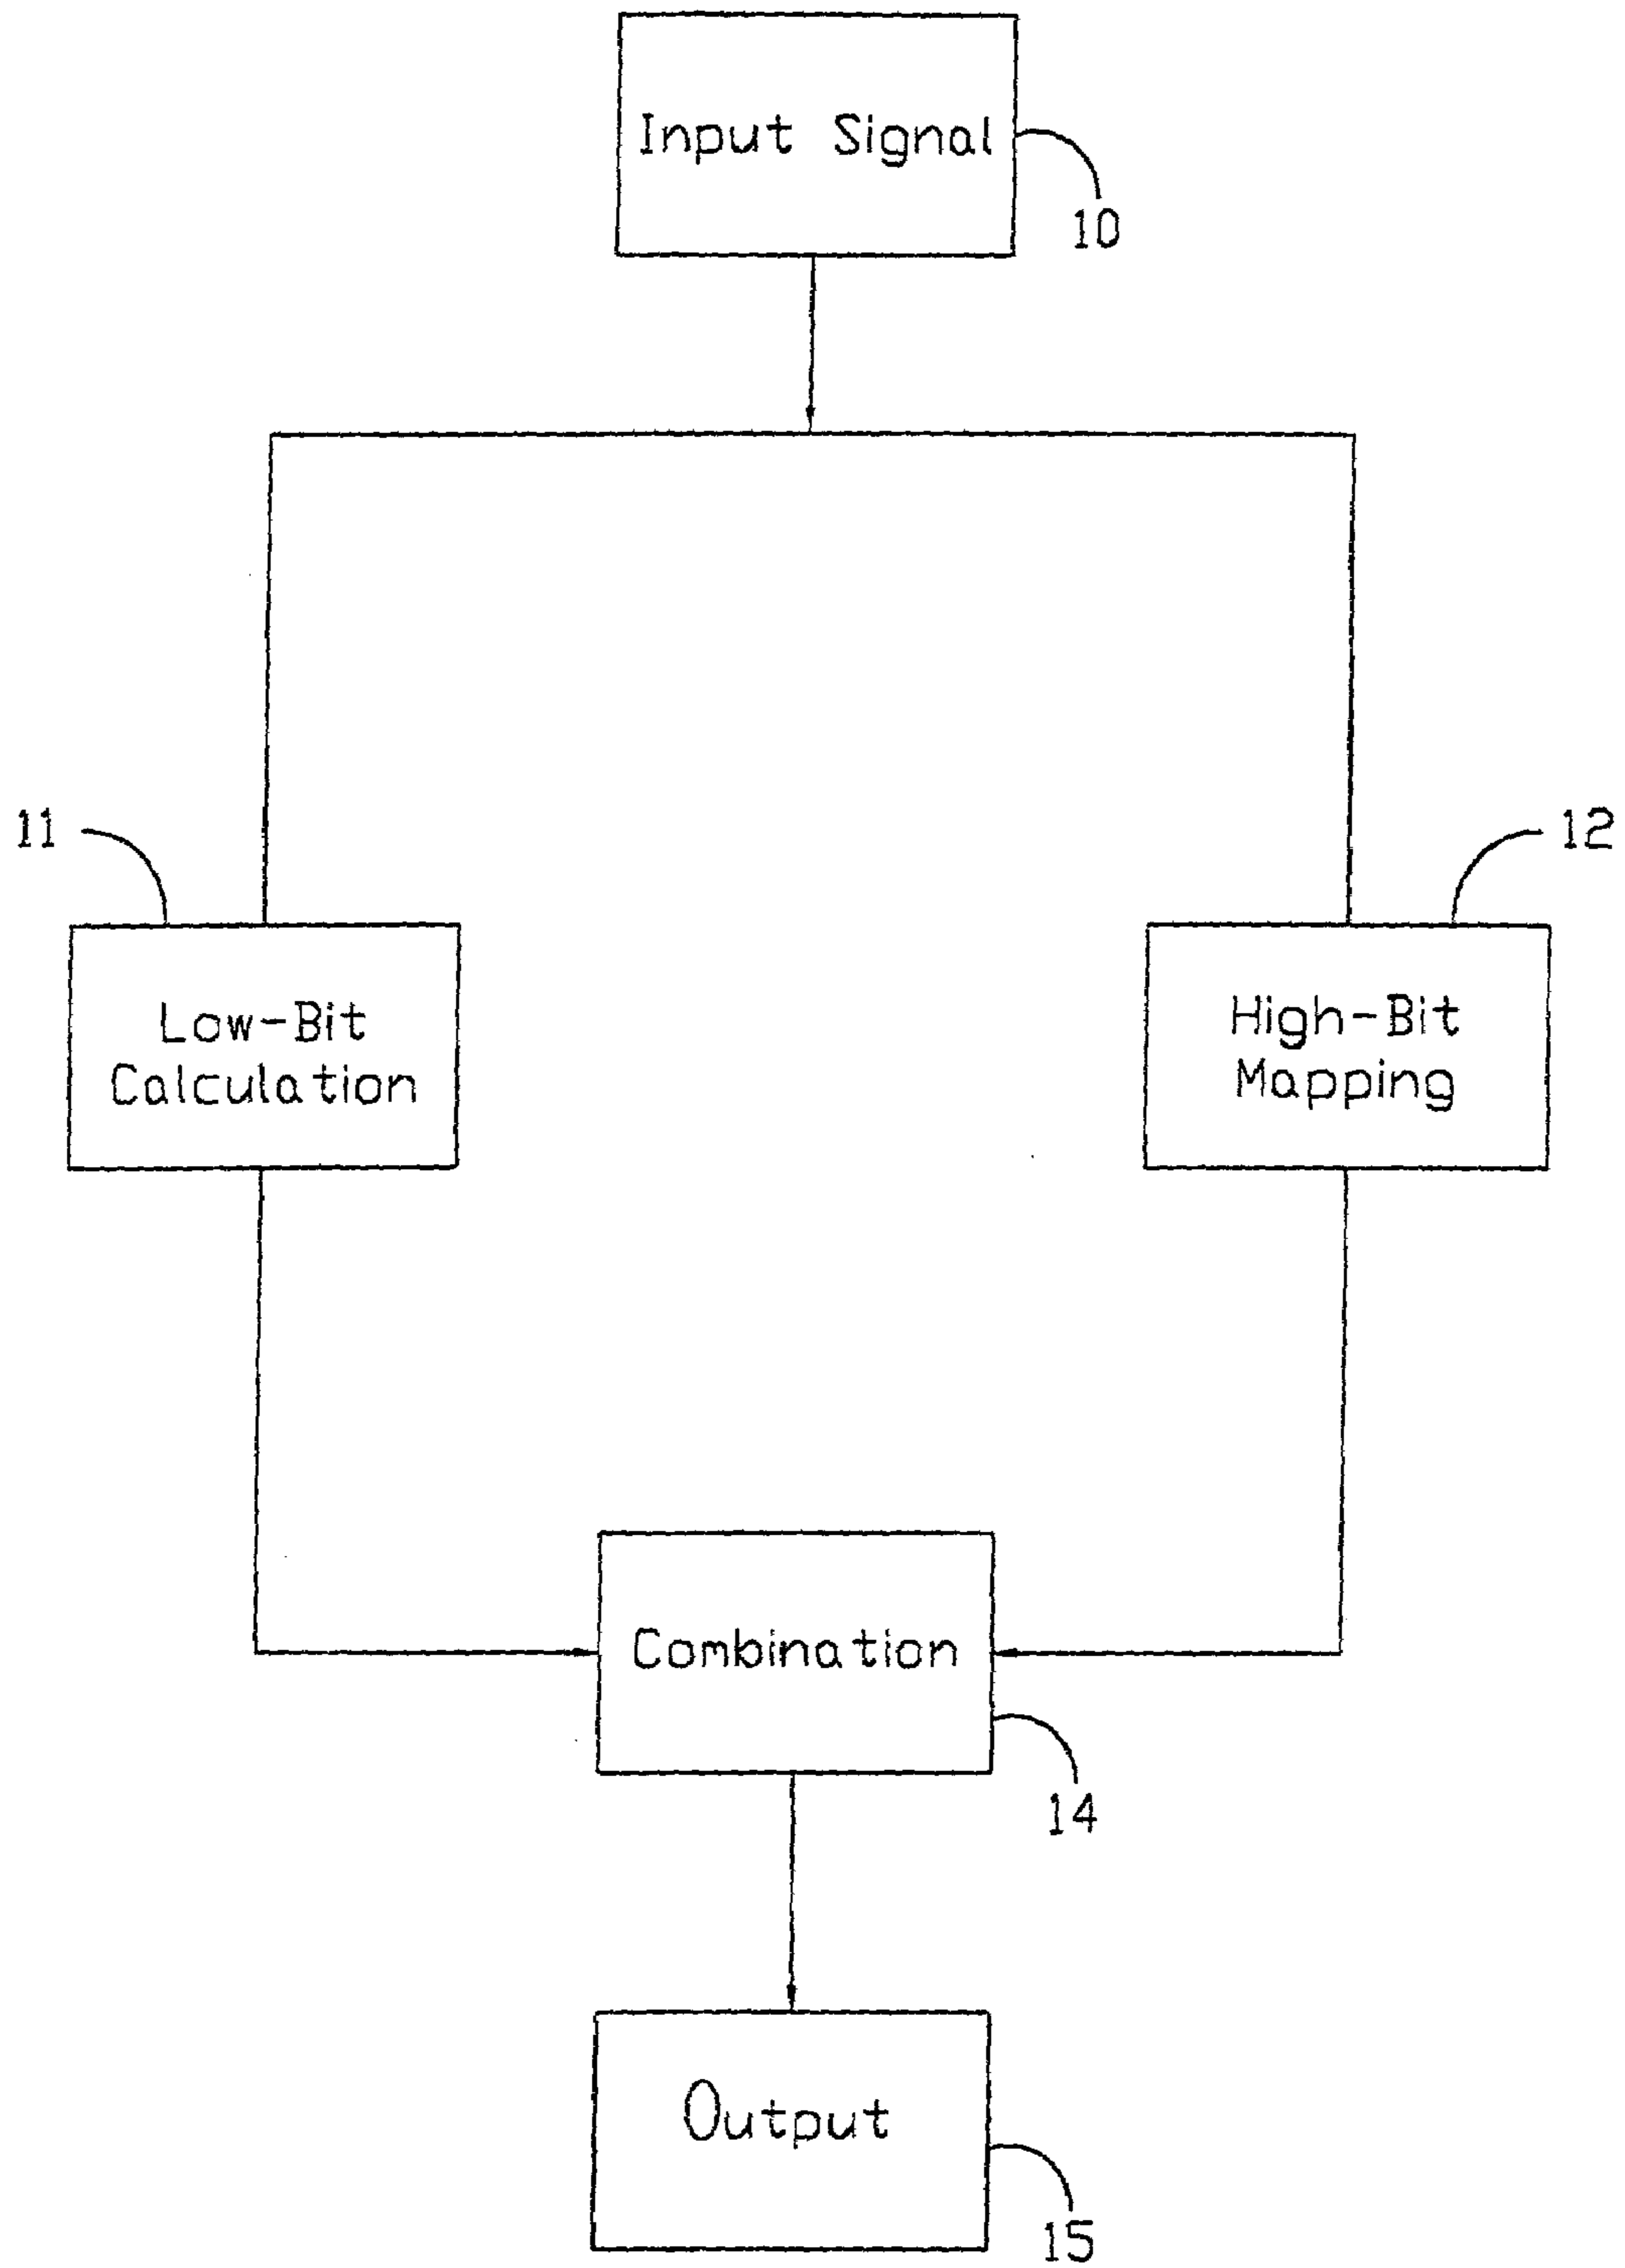 Input Signal
10
11
12
Low-Bit
Calculation
High-Bit
Mapping
Combination
14
Output
15